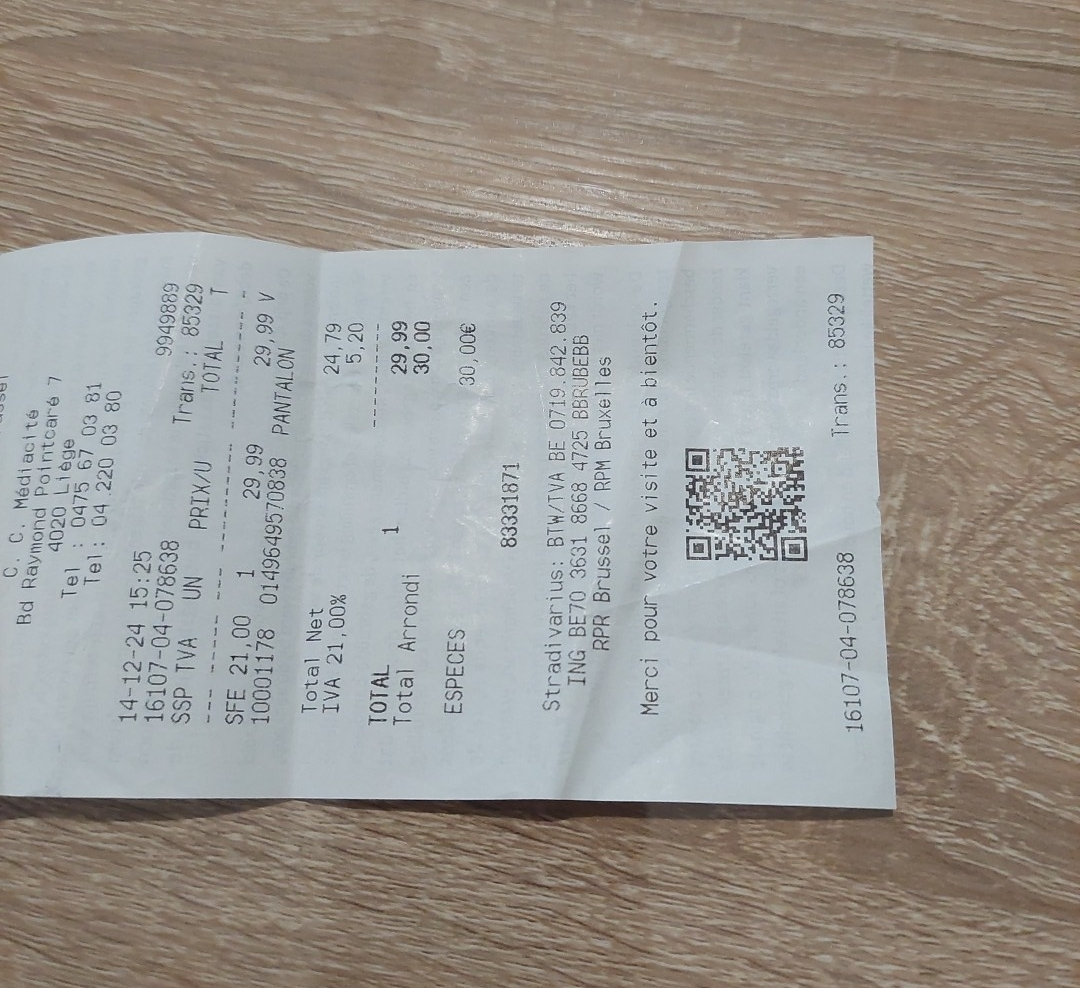 C. C. Médiacité
Bd Raymond Pointcaré 7
4020 Liège
Tel : 0475 67 03 81
Tel: 04 220 03 80
14-12-24 15:25 9949889
16107-04-078638 Trans.: 85329
SSP TVA UN PRIX/U TOTAL T
--- ----- --- --------- ---------- -
SFE 21,00 1 29,99 29,99 V
10001178 01496495708​38 PANTALON
Total Net 24,79
IVA 21,00% 5,20
----------
TOTAL 29,99
Total Arrondi 1 30,00
ESPECES 30,00€
83331871
Stradivarius: BTW/TVA BE 0719.842.839
ING BE70 3631 8668 4725 BBRUBEBB
RPR Brussel / RPM Bruxelles
Merci pour votre visite et à bientôt.
16107-04-078638 Trans.: 85329